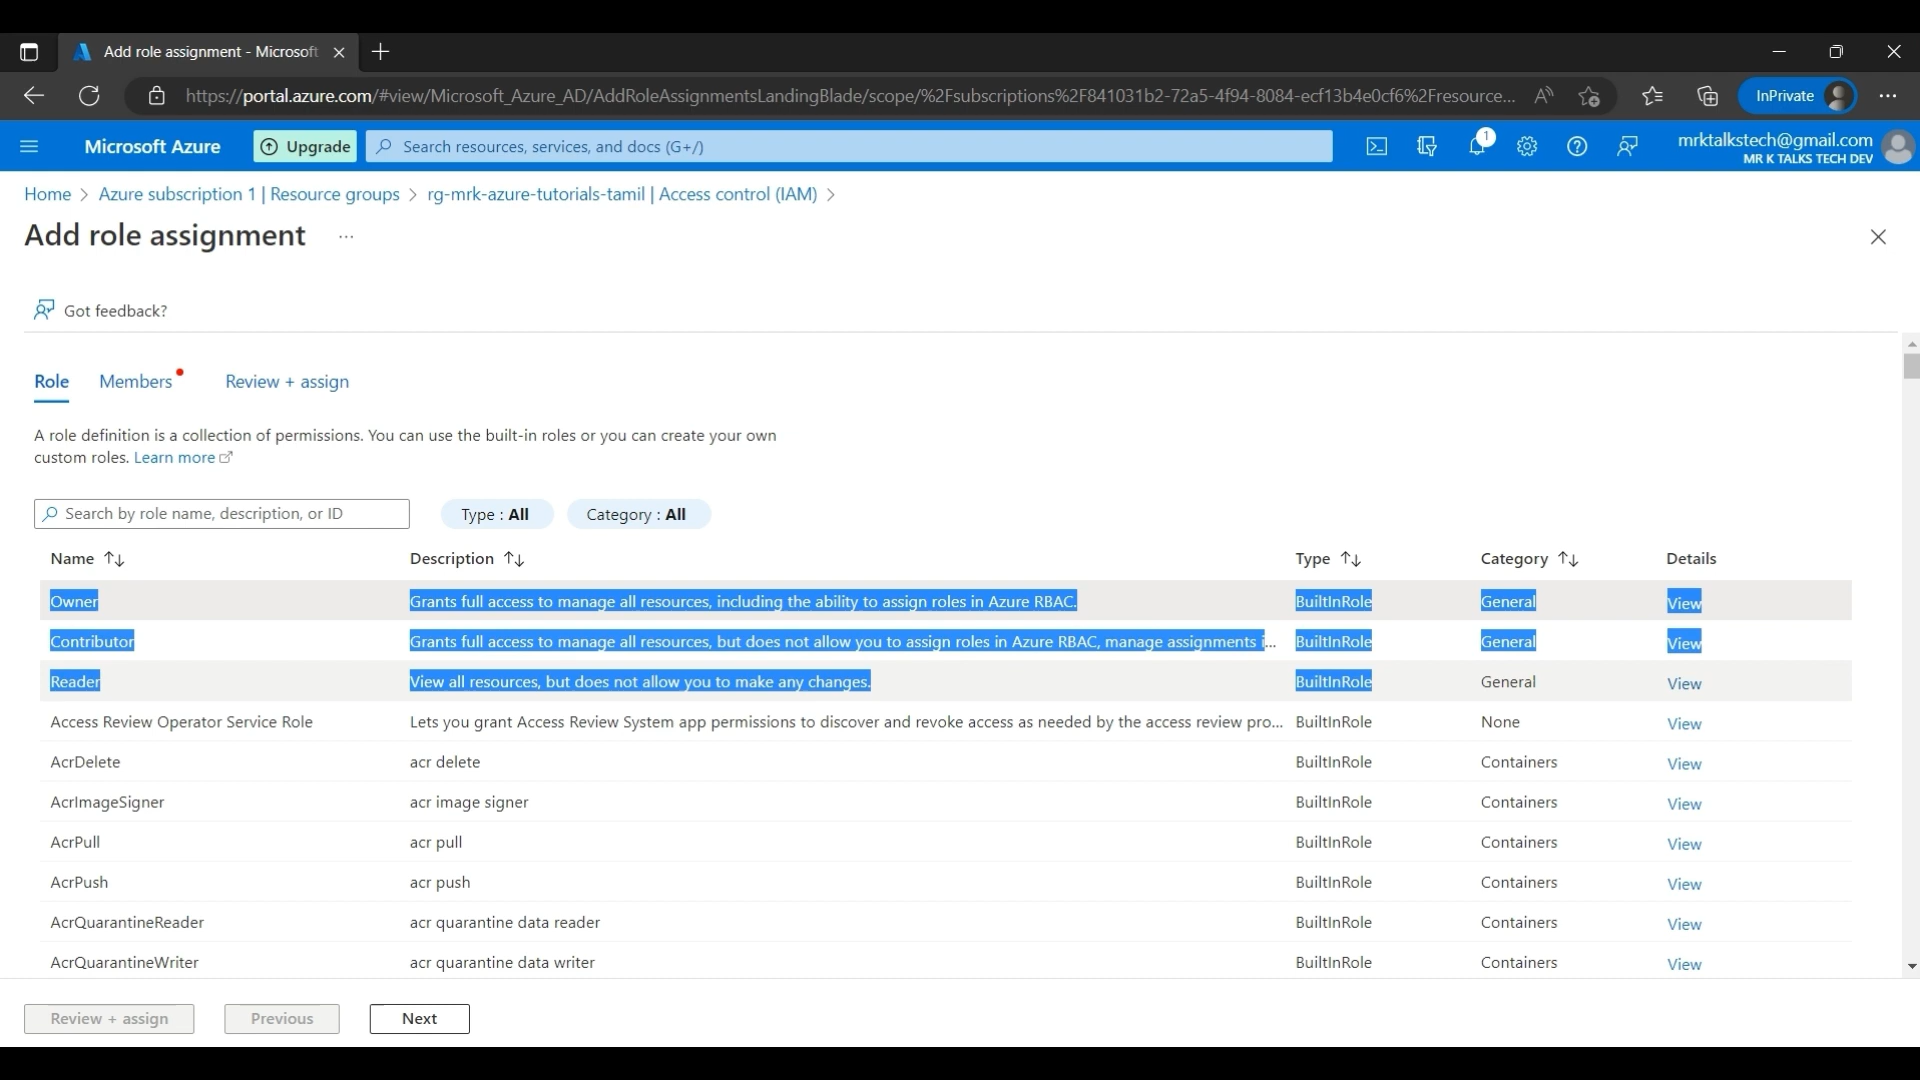 Add role assignment - Microsoft
https://portal.azure.com/#view/Microsoft_Azure_AD/AddRoleAssignmentsLandingBlade/scope/%2Fsubscriptions%2F841031b2-72a5-4f94-8084-ecf13b4e0cf6%2Fresource...
InPrivate
Microsoft Azure
Upgrade
Search resources, services, and docs (G+/)
1
mrktalkstech@gmail.com
MR K TALKS TECH DEV
Home > Azure subscription 1 | Resource groups > rg-mrk-azure-tutorials-tamil | Access control (IAM) >
Add role assignment ...
Got feedback?
Role Members Review + assign
A role definition is a collection of permissions. You can use the built-in roles or you can create your own
custom roles. Learn more
Search by role name, description, or ID
Type : All
Category : All
Name ↑↓ Description ↑↓ Type ↑↓ Category ↑↓ Details
Owner Grants full access to manage all resources, including the ability to assign roles in Azure RBAC. BuiltInRole General View
Contributor Grants full access to manage all resources, but does not allow you to assign roles in Azure RBAC, manage assignments i... BuiltInRole General View
Reader View all resources, but does not allow you to make any changes. BuiltInRole General View
Access Review Operator Service Role Lets you grant Access Review System app permissions to discover and revoke access as needed by the access review pro... BuiltInRole None View
AcrDelete acr delete BuiltInRole Containers View
AcrImageSigner acr image signer BuiltInRole Containers View
AcrPull acr pull BuiltInRole Containers View
AcrPush acr push BuiltInRole Containers View
AcrQuarantineReader acr quarantine data reader BuiltInRole Containers View
AcrQuarantineWriter acr quarantine data writer BuiltInRole Containers View
Review + assign
Previous
Next